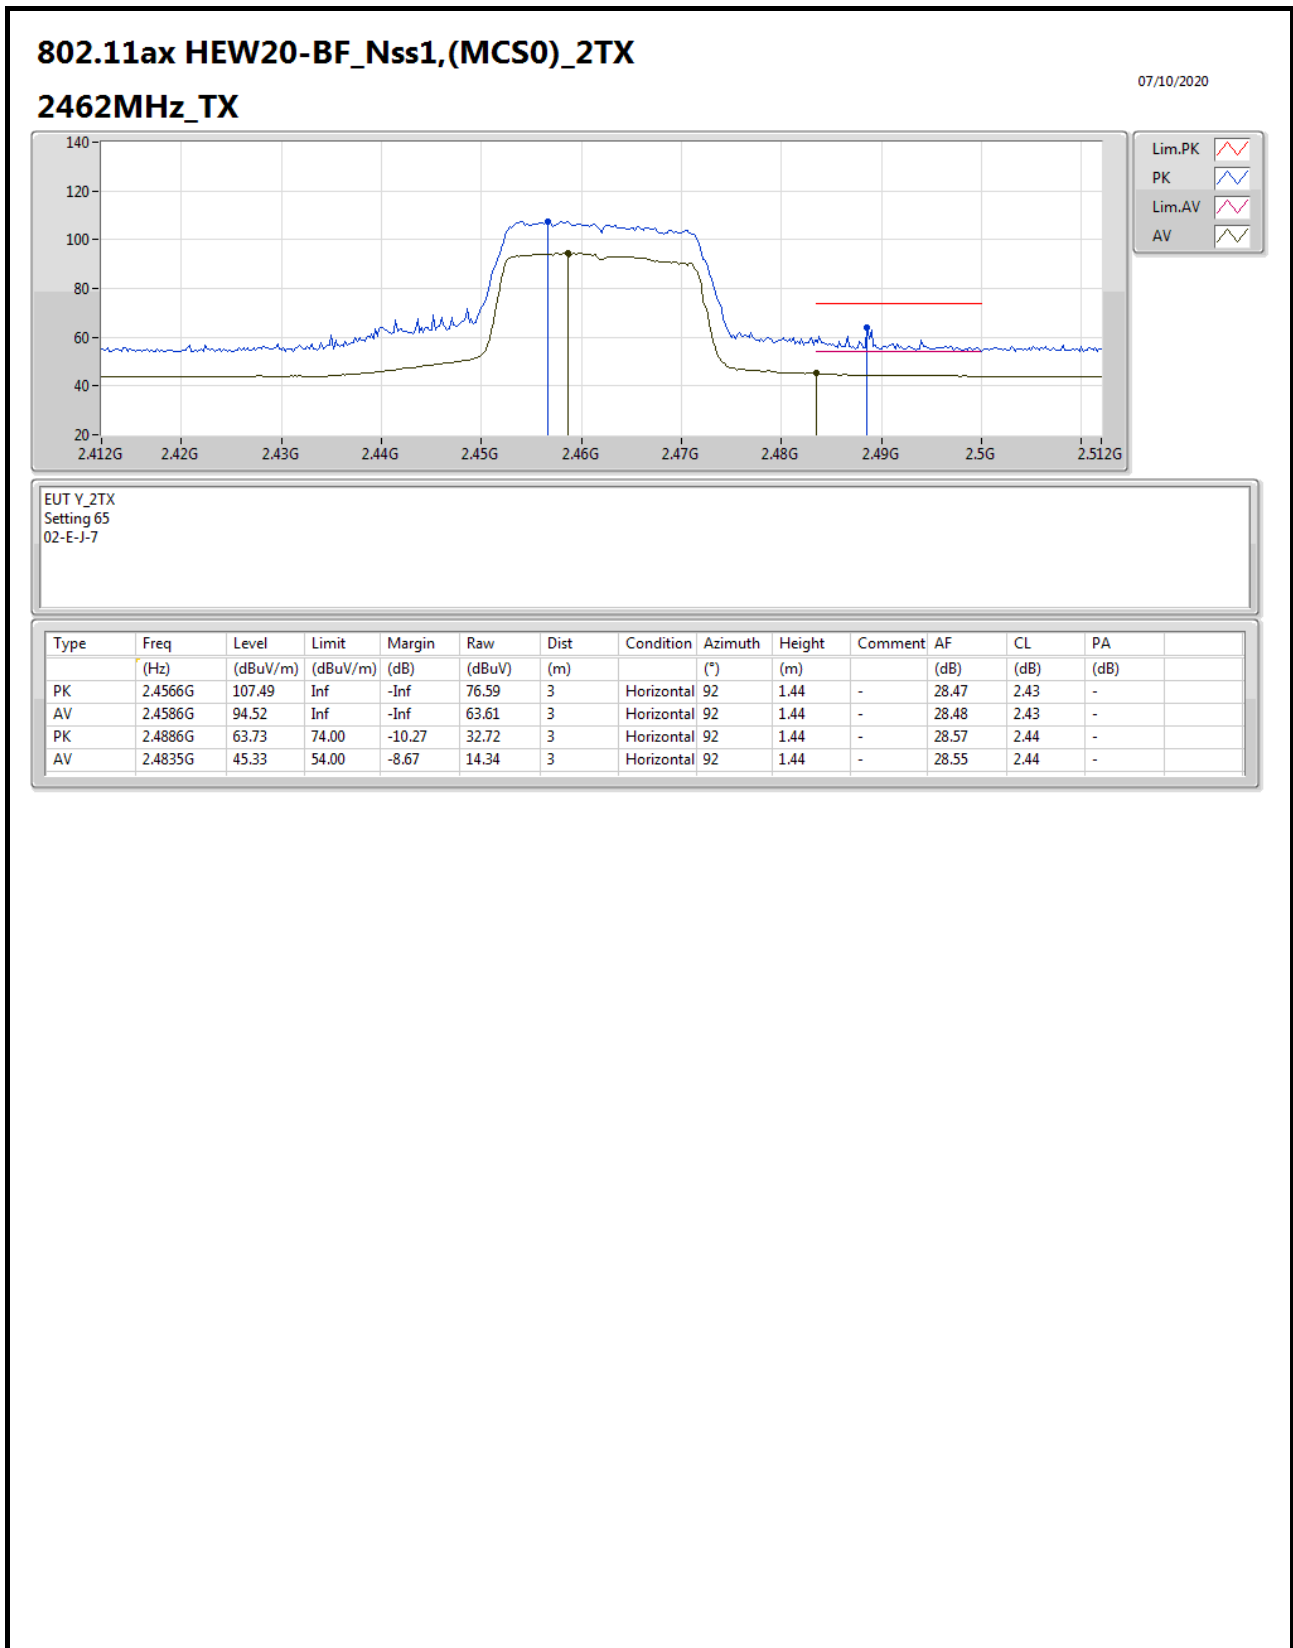 802.11ax HEW20-BF_Nss1,(MCS0)_2TX
07/10/2020
2462MHz_TX
140
120
100
80
60
40
20
2.412G 2.42G 2.43G 2.44G 2.45G 2.46G 2.47G 2.48G 2.49G 2.5G 2.512G
Lim.PK
PK
Lim.AV
AV
EUT Y_2TX
Setting 65
02-E-J-7
Type Freq Level Limit Margin Raw Dist Condition Azimuth Height Comment AF CL PA
(Hz) (dBuV/m) (dBuV/m) (dB) (dBuV) (m) (°) (m) (dB) (dB) (dB)
PK 2.4566G 107.49 Inf -Inf 76.59 3 Horizontal 92 1.44 - 28.47 2.43 -
AV 2.4586G 94.52 Inf -Inf 63.61 3 Horizontal 92 1.44 - 28.48 2.43 -
PK 2.4886G 63.73 74.00 -10.27 32.72 3 Horizontal 92 1.44 - 28.57 2.44 -
AV 2.4835G 45.33 54.00 -8.67 14.34 3 Horizontal 92 1.44 - 28.55 2.44 -